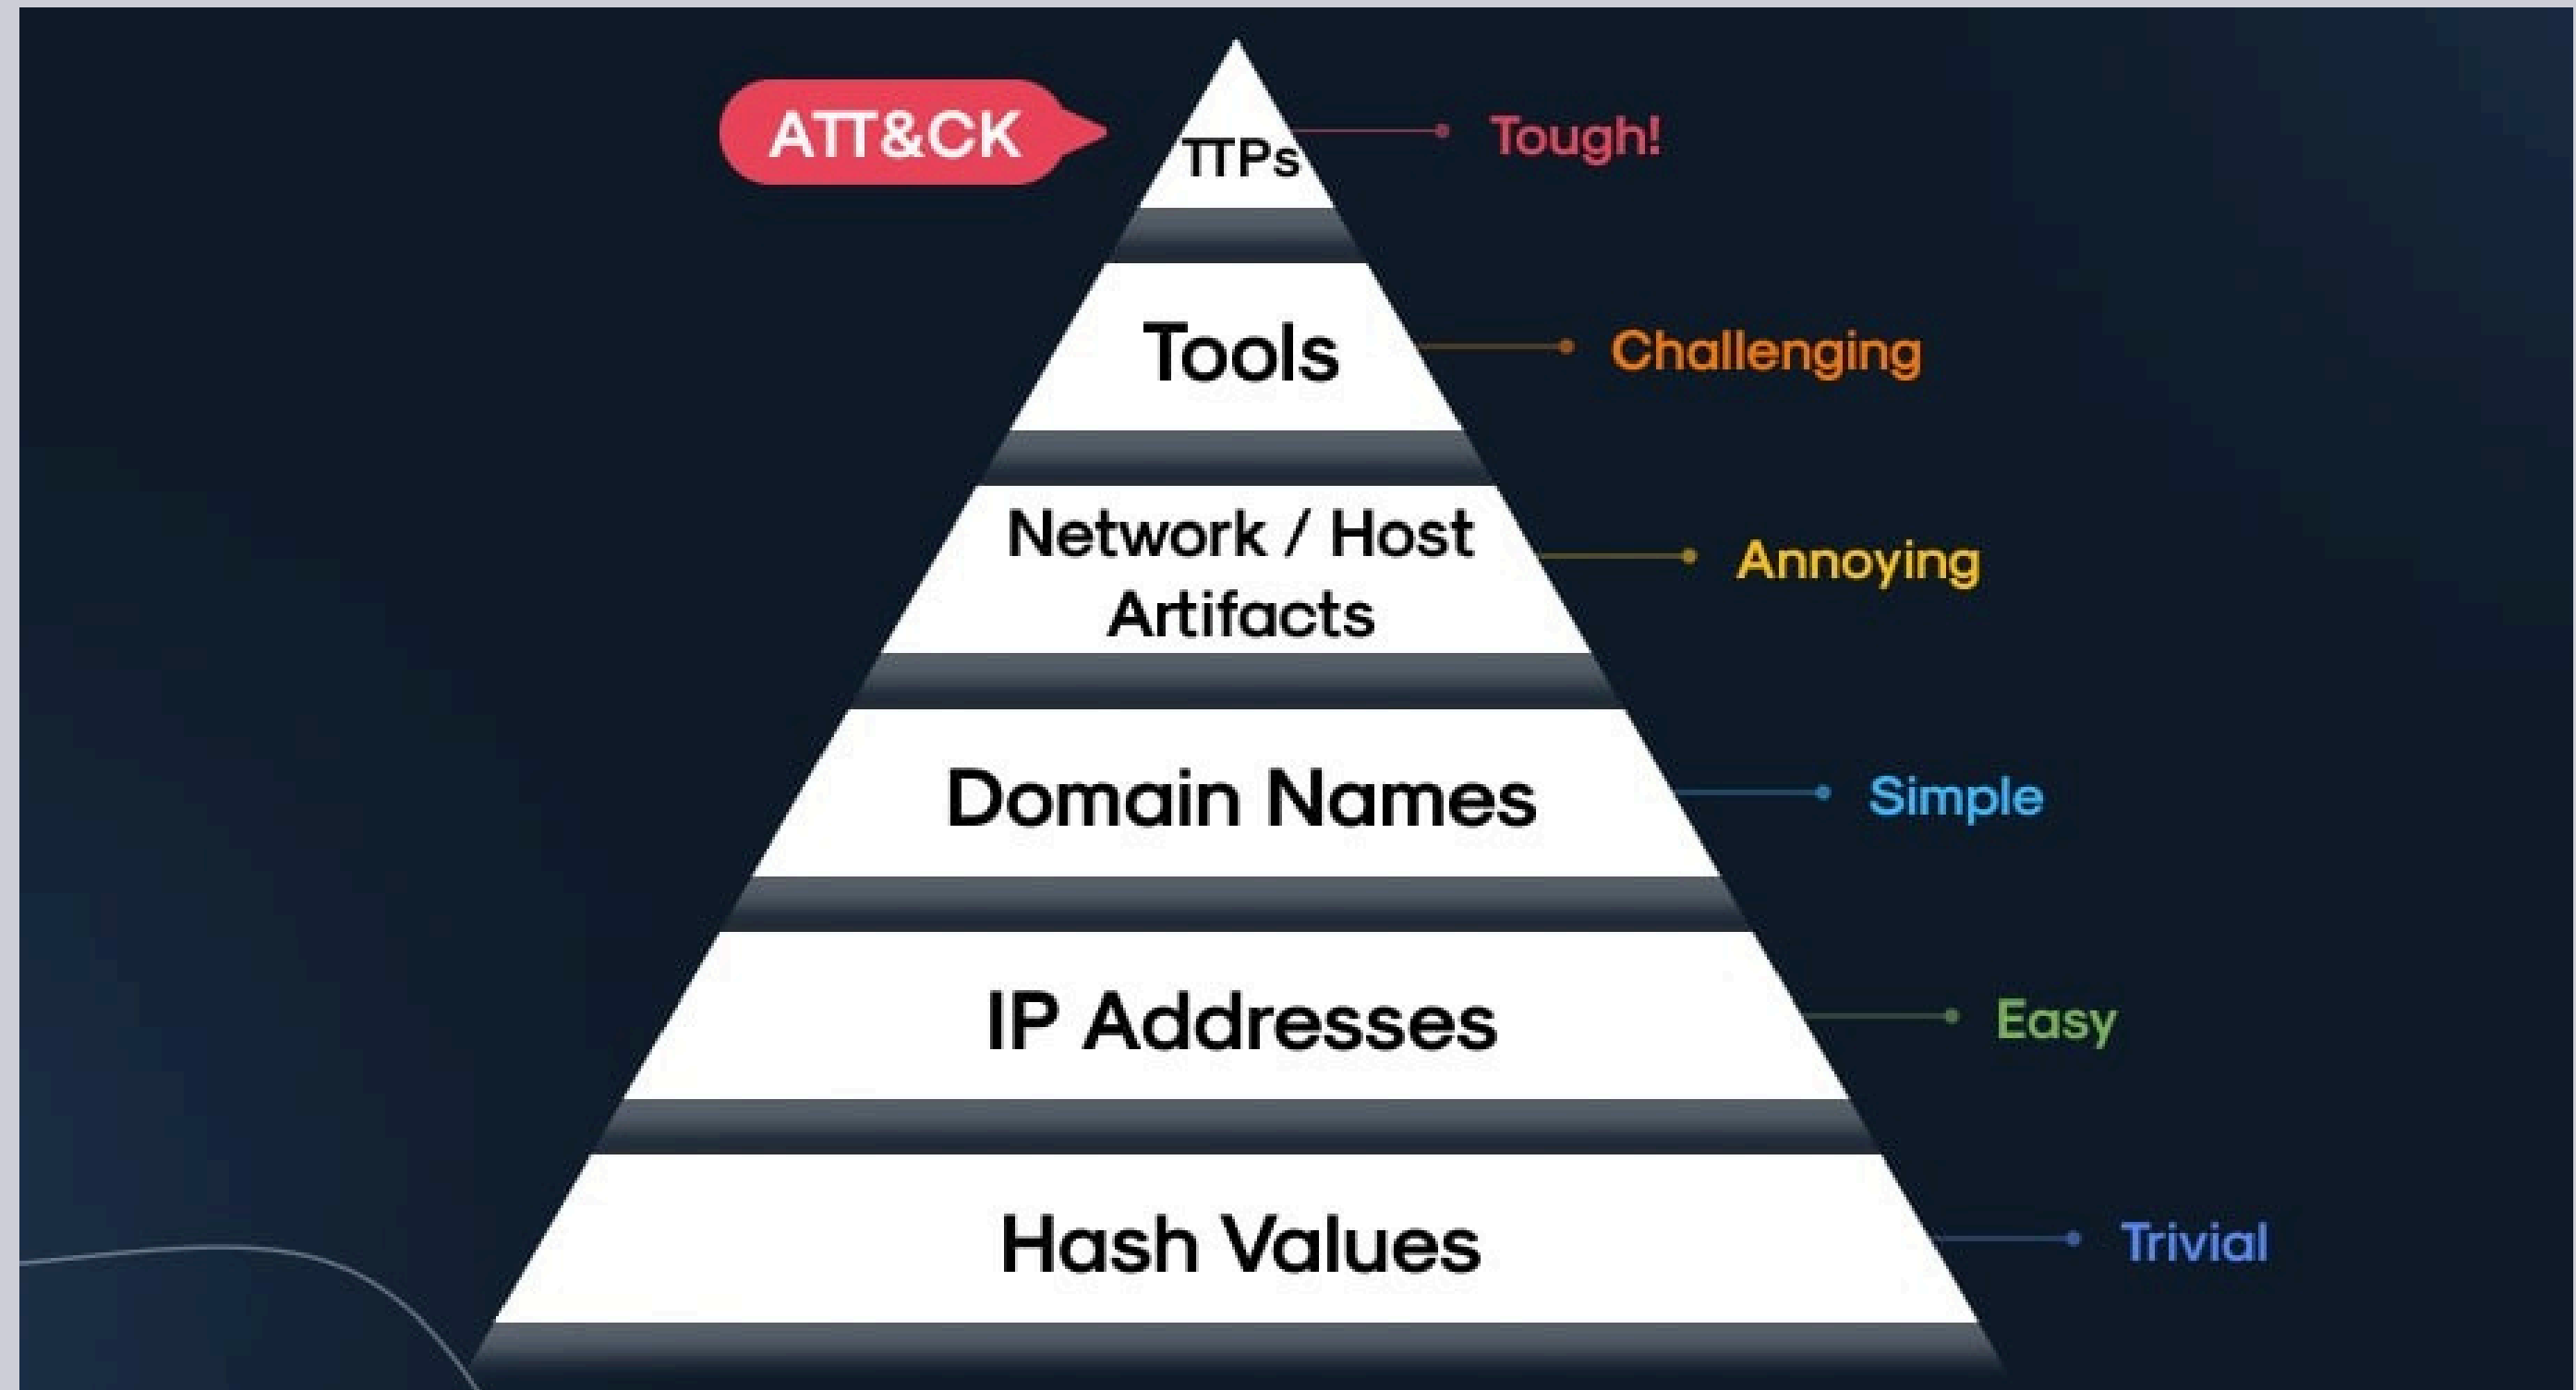 ATT&CK
TTPs
Tough!
Tools
Challenging
Network / Host
Artifacts
Annoying
Domain Names
Simple
IP Addresses
Easy
Hash Values
Trivial